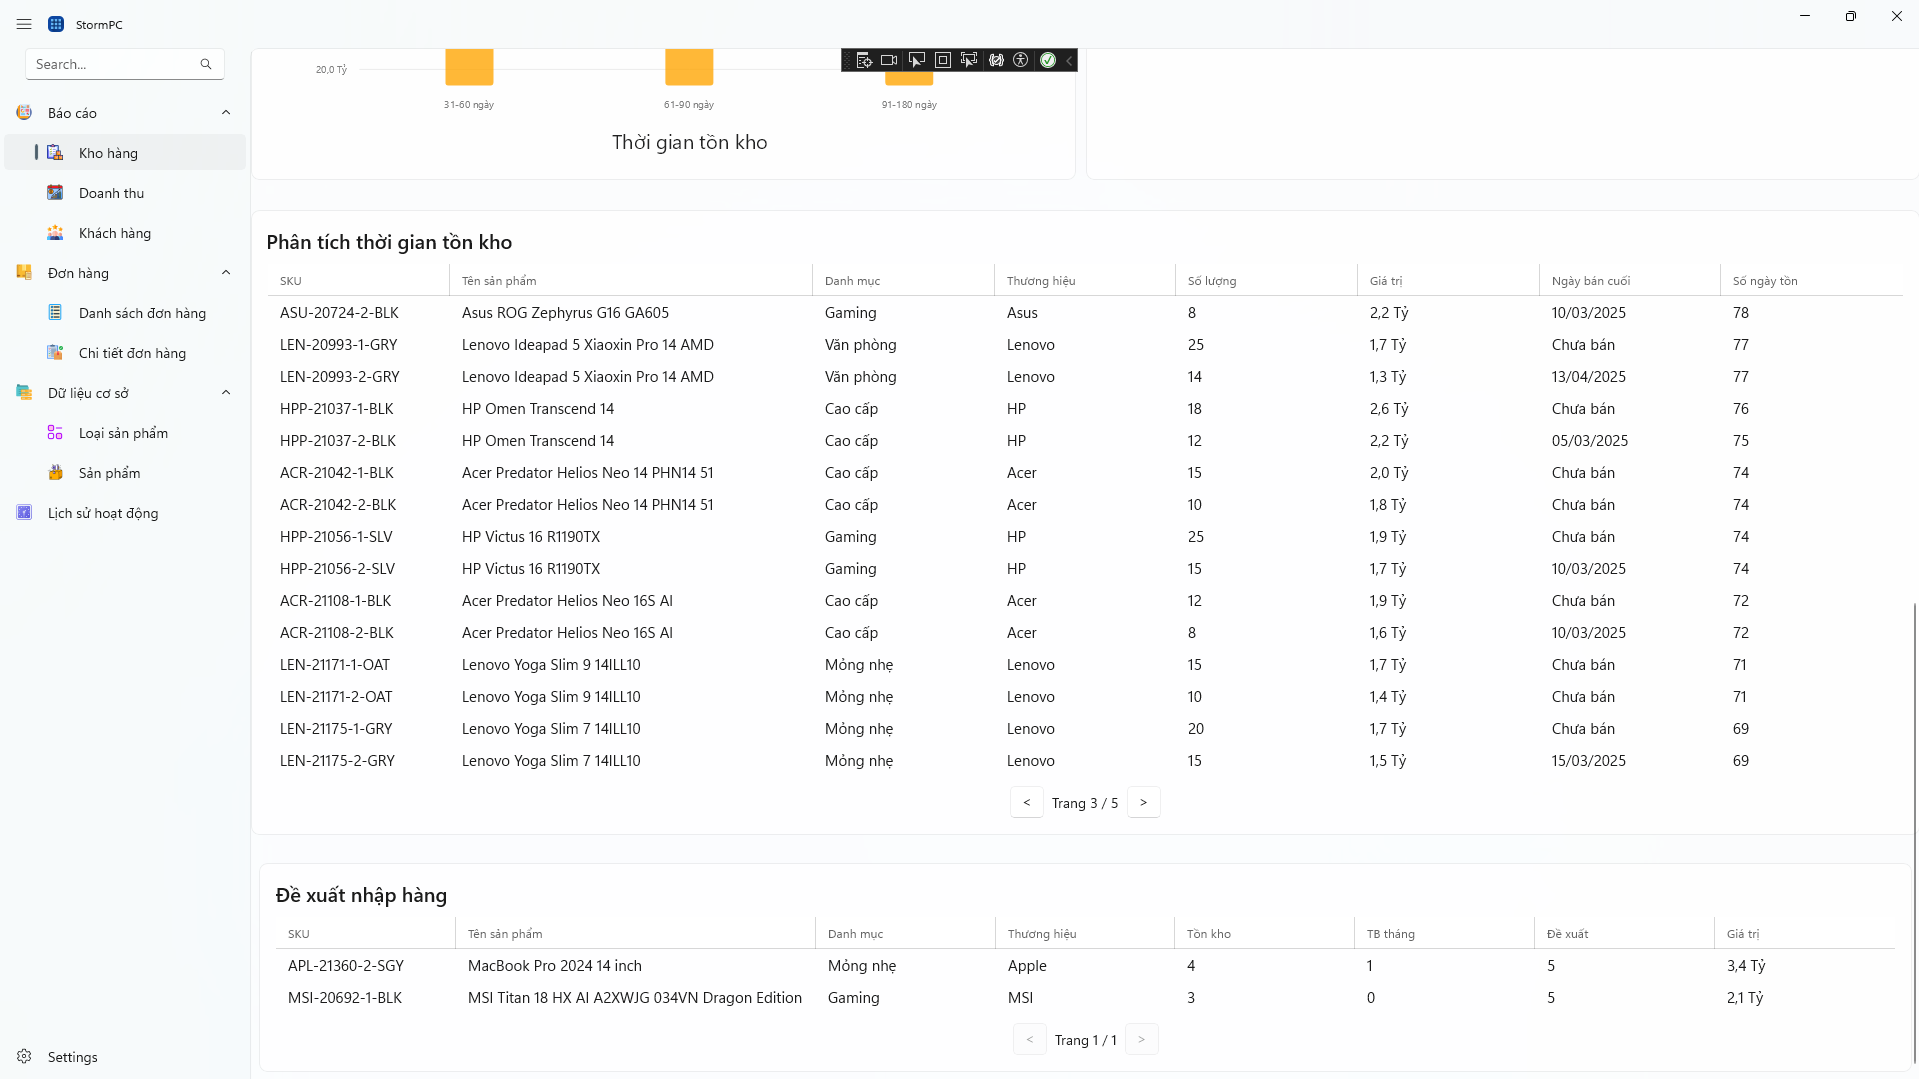 StormPC
Search...
Báo cáo
Kho hàng
Doanh thu
Khách hàng
Đơn hàng
Danh sách đơn hàng
Chi tiết đơn hàng
Dữ liệu cơ sở
Loại sản phẩm
Sản phẩm
Lịch sử hoạt động
Settings
20,0 Tỷ
31-60 ngày 61-90 ngày 91-180 ngày
Thời gian tồn kho
Phân tích thời gian tồn kho
SKU Tên sản phẩm Danh mục Thương hiệu Số lượng Giá trị Ngày bán cuối Số ngày tồn
ASU-20724-2-BLK Asus ROG Zephyrus G16 GA605 Gaming Asus 8 2,2 Tỷ 10/03/2025 78
LEN-20993-1-GRY Lenovo Ideapad 5 Xiaoxin Pro 14 AMD Văn phòng Lenovo 25 1,7 Tỷ Chưa bán 77
LEN-20993-2-GRY Lenovo Ideapad 5 Xiaoxin Pro 14 AMD Văn phòng Lenovo 14 1,3 Tỷ 13/04/2025 77
HPP-21037-1-BLK HP Omen Transcend 14 Cao cấp HP 18 2,6 Tỷ Chưa bán 76
HPP-21037-2-BLK HP Omen Transcend 14 Cao cấp HP 12 2,2 Tỷ 05/03/2025 75
ACR-21042-1-BLK Acer Predator Helios Neo 14 PHN14 51 Cao cấp Acer 15 2,0 Tỷ Chưa bán 74
ACR-21042-2-BLK Acer Predator Helios Neo 14 PHN14 51 Cao cấp Acer 10 1,8 Tỷ Chưa bán 74
HPP-21056-1-SLV HP Victus 16 R1190TX Gaming HP 25 1,9 Tỷ Chưa bán 74
HPP-21056-2-SLV HP Victus 16 R1190TX Gaming HP 15 1,7 Tỷ 10/03/2025 74
ACR-21108-1-BLK Acer Predator Helios Neo 16S AI Cao cấp Acer 12 1,9 Tỷ Chưa bán 72
ACR-21108-2-BLK Acer Predator Helios Neo 16S AI Cao cấp Acer 8 1,6 Tỷ 10/03/2025 72
LEN-21171-1-OAT Lenovo Yoga Slim 9 14ILL10 Mỏng nhẹ Lenovo 15 1,7 Tỷ Chưa bán 71
LEN-21171-2-OAT Lenovo Yoga Slim 9 14ILL10 Mỏng nhẹ Lenovo 10 1,4 Tỷ Chưa bán 71
LEN-21175-1-GRY Lenovo Yoga Slim 7 14ILL10 Mỏng nhẹ Lenovo 20 1,7 Tỷ Chưa bán 69
LEN-21175-2-GRY Lenovo Yoga Slim 7 14ILL10 Mỏng nhẹ Lenovo 15 1,5 Tỷ 15/03/2025 69
< Trang 3 / 5 >
Đề xuất nhập hàng
SKU Tên sản phẩm Danh mục Thương hiệu Tồn kho TB tháng Đề xuất Giá trị
APL-21360-2-SGY MacBook Pro 2024 14 inch Mỏng nhẹ Apple 4 1 5 3,4 Tỷ
MSI-20692-1-BLK MSI Titan 18 HX AI A2XWJG 034VN Dragon Edition Gaming MSI 3 0 5 2,1 Tỷ
< Trang 1 / 1 >